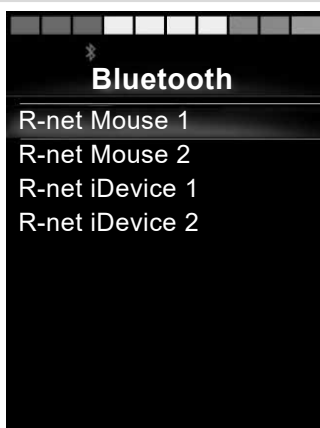 Bluetooth
R-net Mouse 1
R-net Mouse 2
R-net iDevice 1
R-net iDevice 2